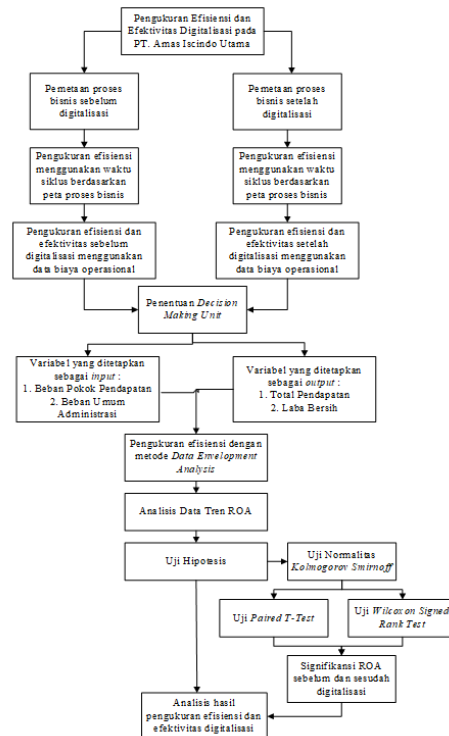 Pengukuran Efisiensi dan
Efektivitas Digitalisasi pada
PT. Amas Iscindo Utama
Pemetaan proses
bisnis sebelum
digitalisasi
Pemetaan proses
bisnis setelah
digitalisasi
Pengukuran efisiensi
menggunakan waktu
siklus berdasarkan
peta proses bisnis
Pengukuran efisiensi
menggunakan waktu
siklus berdasarkan
peta proses bisnis
Pengukuran efisiensi dan
efektivitas sebelum
digitalisasi menggunakan
data biaya operasional
Pengukuran efisiensi dan
efektivitas setelah
digitalisasi menggunakan
data biaya operasional
Penentuan Decision
Making Unit
Variabel yang ditetapkan
sebagai input :
1. Beban Pokok Pendapatan
2. Beban Umum
Administrasi
Variabel yang ditetapkan
sebagai output :
1. Total Pendapatan
2. Laba Bersih
Pengukuran efisiensi dengan
metode Data Envelopment
Analysis
Analisis Data Tren ROA
Uji Hipotesis
Uji Normalitas
Kolmogorov Smirnoff
Uji Paired T-Test
Uji Wilcoxon Signed
Rank Test
Signifikansi ROA
sebelum dan sesudah
digitalisasi
Analisis hasil
pengukuran efisiensi dan
efektivitas digitalisasi